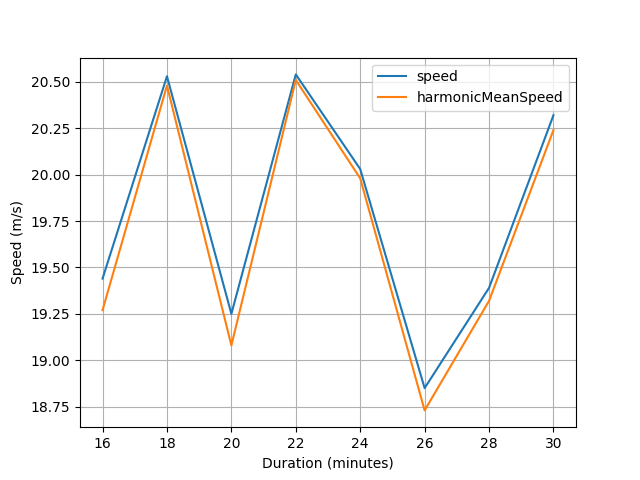 speed
harmonicMeanSpeed
20.50
20.25
20.00
19.75
19.50
19.25
19.00
18.75
Speed (m/s)
16 18 20 22 24 26 28 30
Duration (minutes)